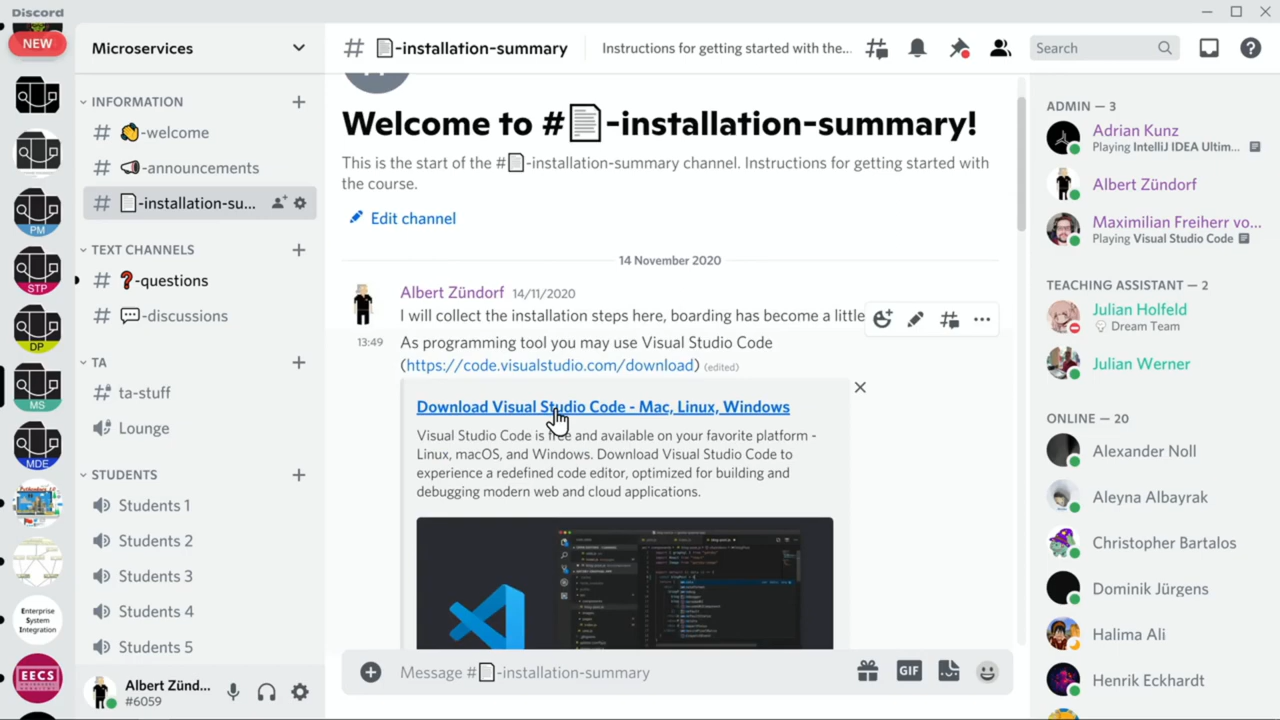 Discord
NEW
PM
STP
DP
MS
MDE
Enterprise
System
Integration
EECS
Microservices
INFORMATION
# 👋-welcome
# 📣-announcements
# 📄-installation-su...
TEXT CHANNELS
# ❓-questions
# 💬-discussions
TA
# ta-stuff
Lounge
STUDENTS
Students 1
Students 2
Students 3
Students 4
Students 5
Albert Zünd...
#6059
# 📄-installation-summary
Instructions for getting started with the...
Search
Welcome to #📄-installation-summary!
This is the start of the #📄-installation-summary channel. Instructions for getting started with
the course.
Edit channel
14 November 2020
Albert Zündorf 14/11/2020
I will collect the installation steps here, boarding has become a little
13:49 As programing tool you may use Visual Studio Code
(https://code.visualstudio.com/download) (edited)
Download Visual Studio Code - Mac, Linux, Windows
Visual Studio Code is free and available on your favorite platform -
Linux, macOS, and Windows. Download Visual Studio Code to
experience a redefined code editor, optimized for building and
debugging modern web and cloud applications.
Message #📄-installation-summary
GIF
ADMIN — 3
Adrian Kunz
Playing IntelliJ IDEA Ultim...
Albert Zündorf
Maximilian Freiherr vo...
Playing Visual Studio Code
TEACHING ASSISTANT — 2
Julian Holfeld
Dream Team
Julian Werner
ONLINE — 20
Alexander Noll
Aleyna Albayrak
Christopher Bartalos
Jürgens
Hanna Ali
Henrik Eckhardt